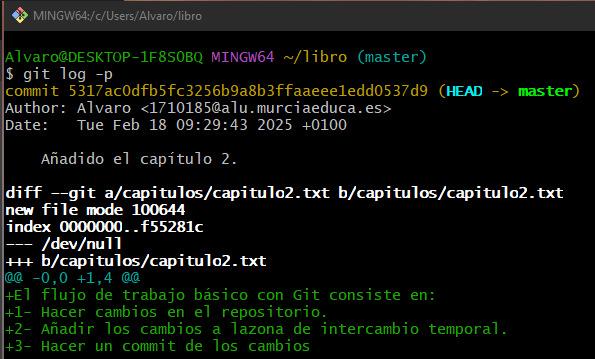 MINGW64:/c/Users/Alvaro/libro
Alvaro@DESKTOP-1F8S0BQ MINGW64 ~/libro (master)
$ git log -p
commit 5317ac0dfb5fc3256b9a8b3ffaaeee1edd0537d9 (HEAD -> master)
Author: Alvaro <1710185@alu.murciaeduca.es>
Date:   Tue Feb 18 09:29:43 2025 +0100
    Añadido el capítulo 2.
diff --git a/capitulos/capitulo2.txt b/capitulos/capitulo2.txt
new file mode 100644
index 0000000..f55281c
--- /dev/null
+++ b/capitulos/capitulo2.txt
@@ -0,0 +1,4 @@
+El flujo de trabajo básico con Git consiste en:
+1- Hacer cambios en el repositorio.
+2- Añadir los cambios a lazona de intercambio temporal.
+3- Hacer un commit de los cambios